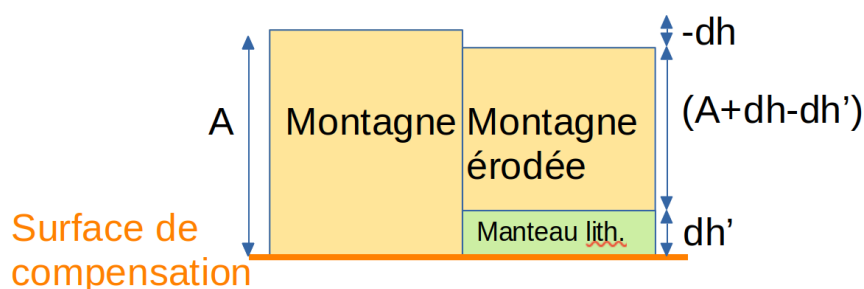 -dh
A
Montagne
Montagne
érodée
(A+dh-dh’)
Manteau lith.
dh’
Surface de
compensation